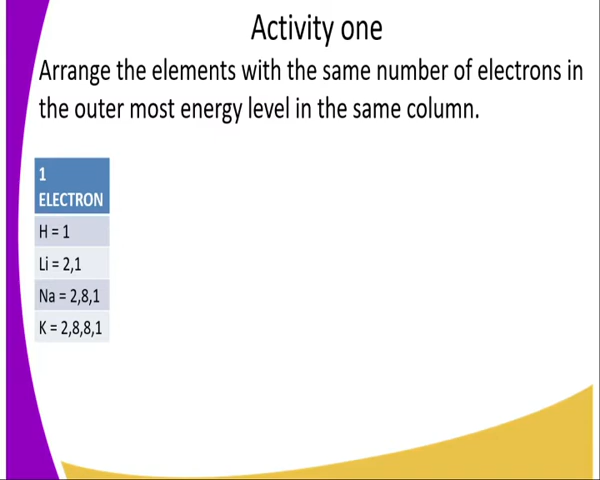 Activity one
Arrange the elements with the same number of electrons in
the outer most energy level in the same column.
1
ELECTRON
H = 1
Li = 2,1
Na = 2,8,1
K = 2,8,8,1